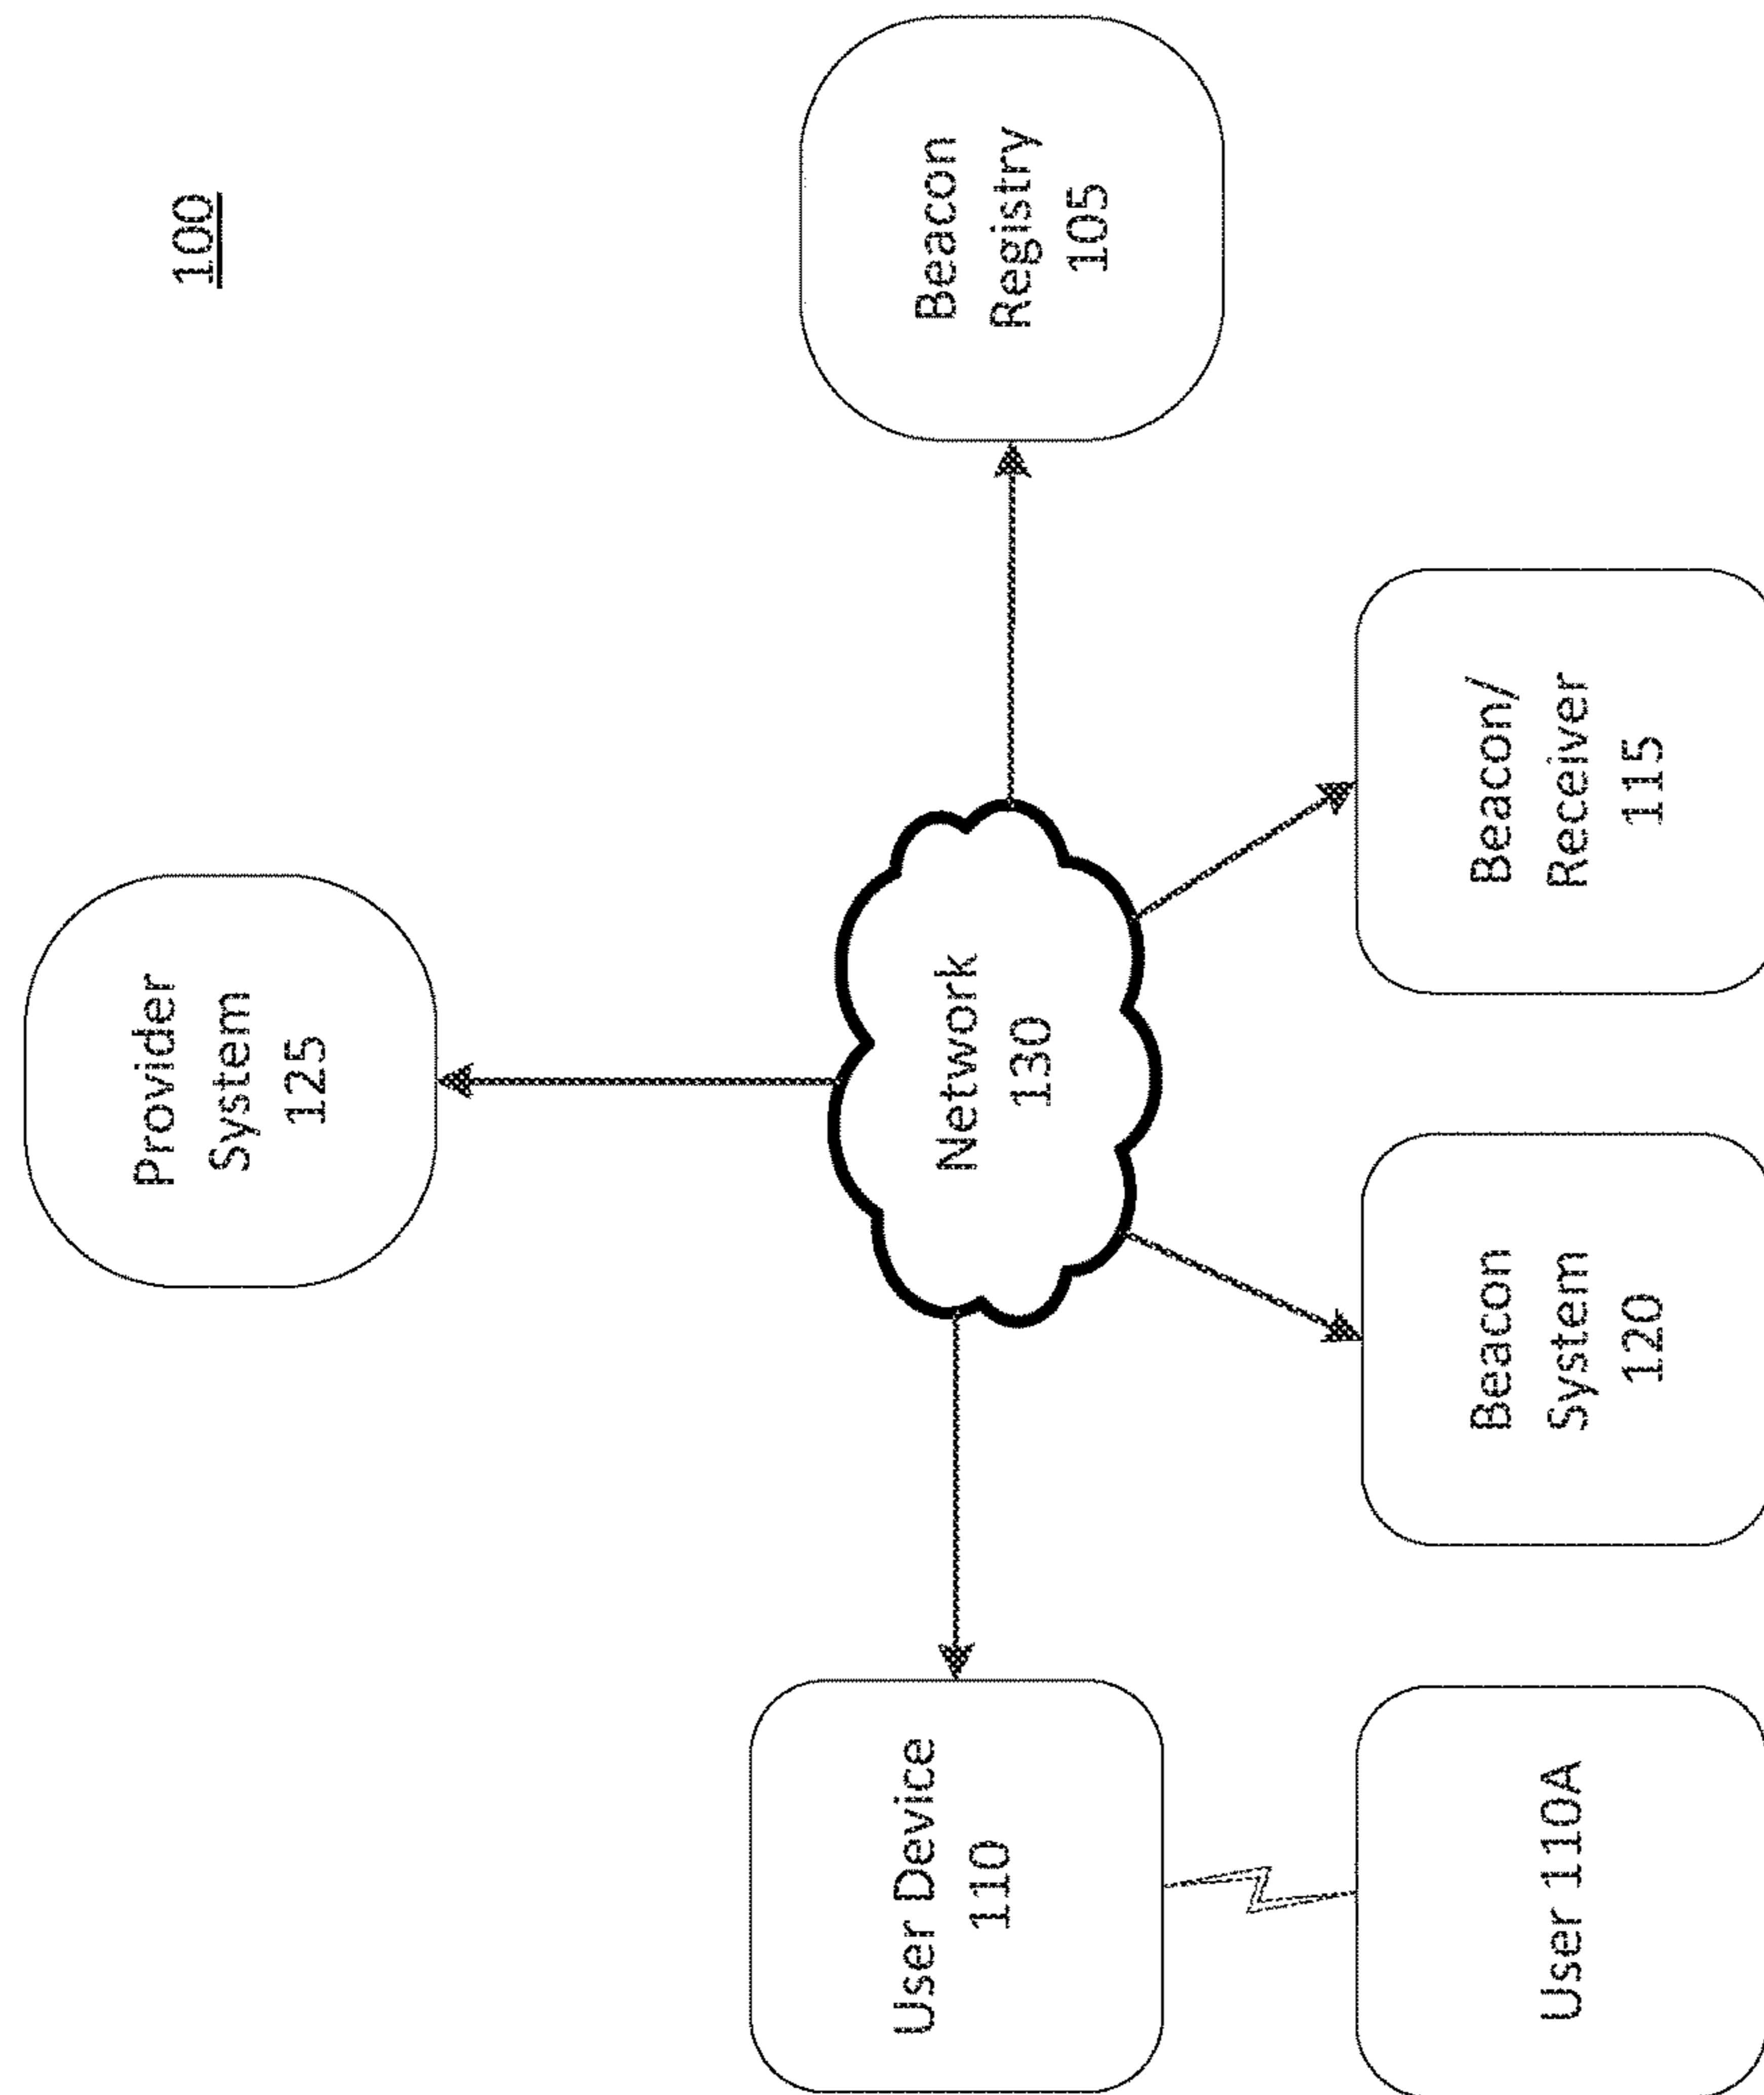 100
Provider
System
125
Beacon
Registry
105
Network
130
User Device
110
Beacon/
Receiver
115
Beacon
System
120
User 110A